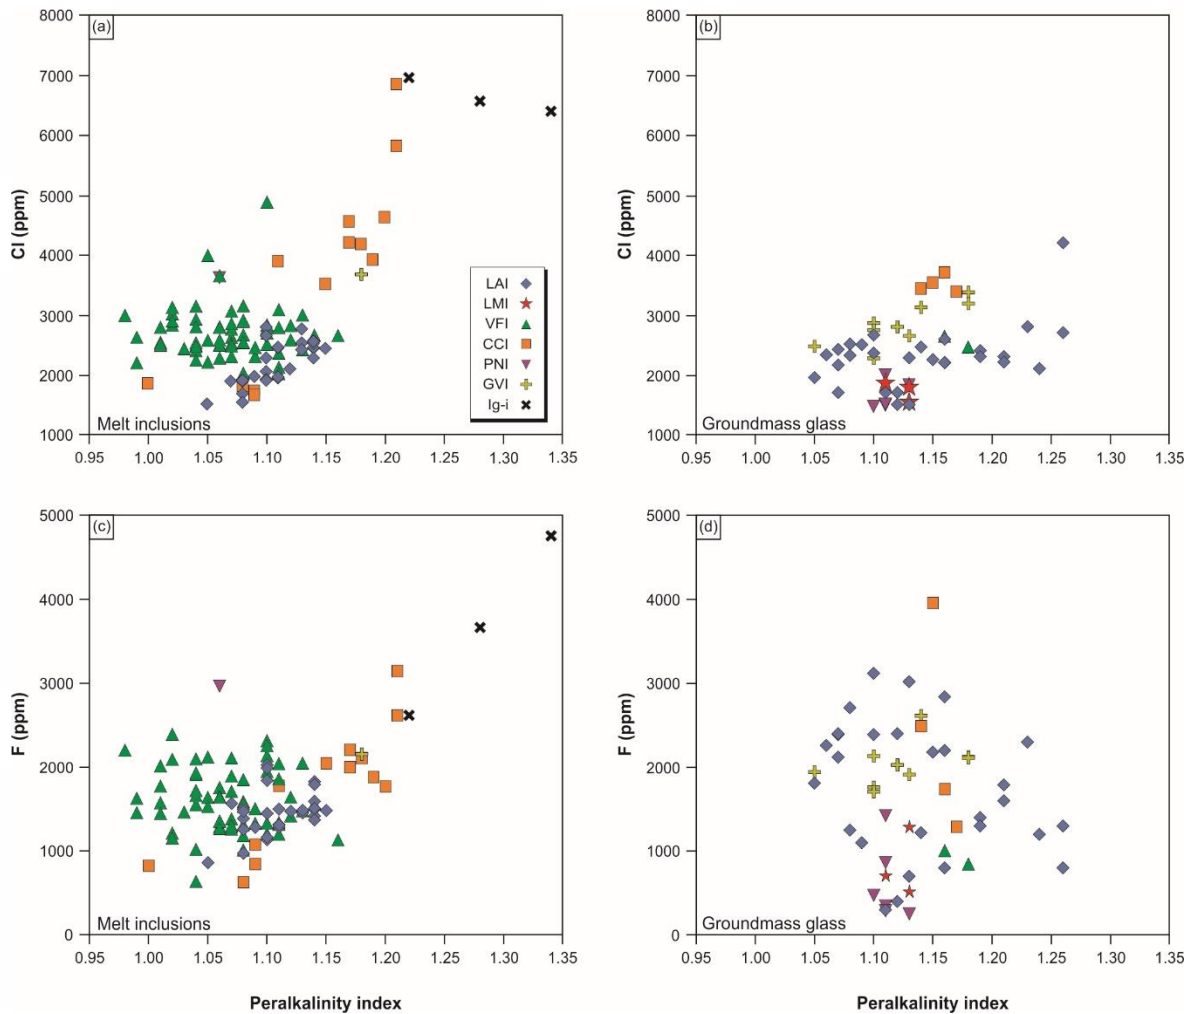 (a)
Cl (ppm)
8000
7000
6000
5000
4000
3000
2000
1000
LAI
LMI
VFI
CCI
PNI
GVI
Ig-i
Melt inclusions
0.95 1.00 1.05 1.10 1.15 1.20 1.25 1.30 1.35
(b)
Cl (ppm)
8000
7000
6000
5000
4000
3000
2000
1000
Groundmass glass
0.95 1.00 1.05 1.10 1.15 1.20 1.25 1.30 1.35
(c)
F (ppm)
5000
4000
3000
2000
1000
0
Melt inclusions
0.95 1.00 1.05 1.10 1.15 1.20 1.25 1.30 1.35
Peralkalinity index
(d)
F (ppm)
5000
4000
3000
2000
1000
0
Groundmass glass
0.95 1.00 1.05 1.10 1.15 1.20 1.25 1.30 1.35
Peralkalinity index